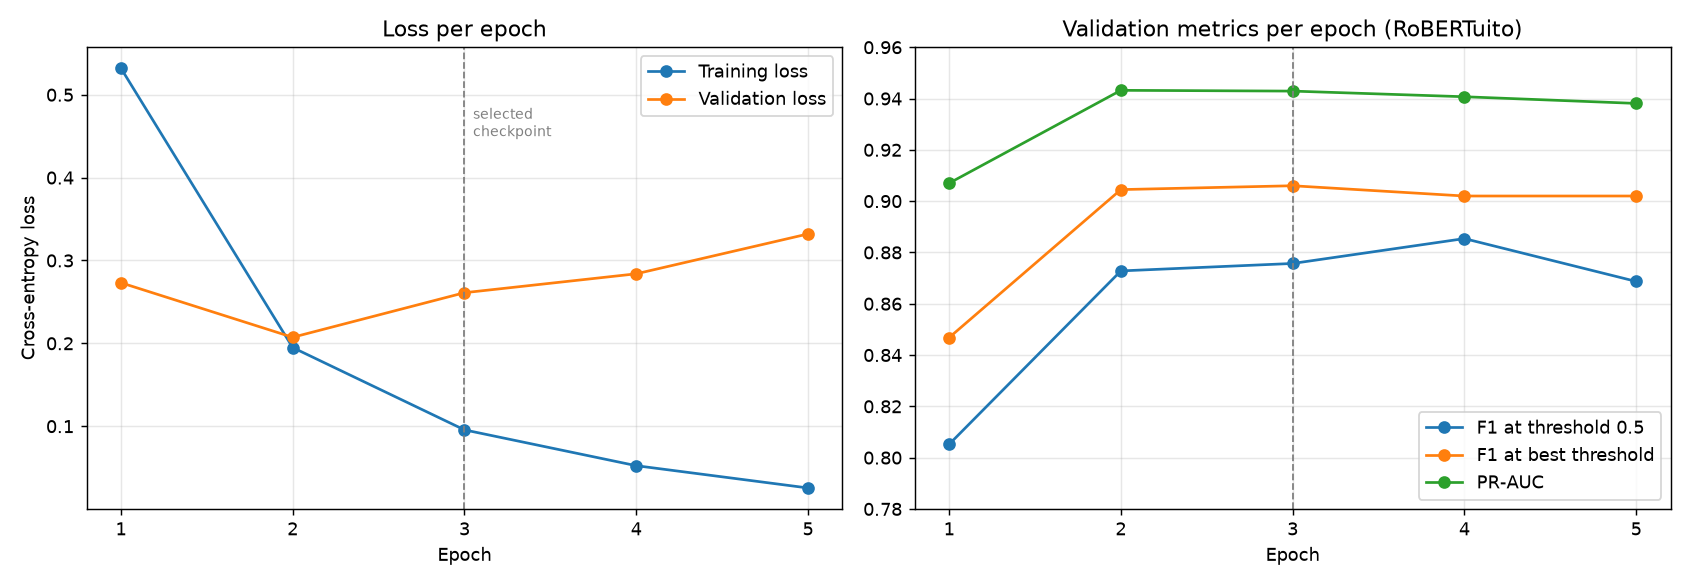 Loss per epoch
Training loss
Validation loss
selected
checkpoint
Cross-entropy loss
0.5
0.4
0.3
0.2
0.1
1 2 3 4 5
Epoch
Validation metrics per epoch (RoBERTuito)
0.96
0.94
0.92
0.90
0.88
0.86
0.84
0.82
0.80
0.78
F1 at threshold 0.5
F1 at best threshold
PR-AUC
1 2 3 4 5
Epoch